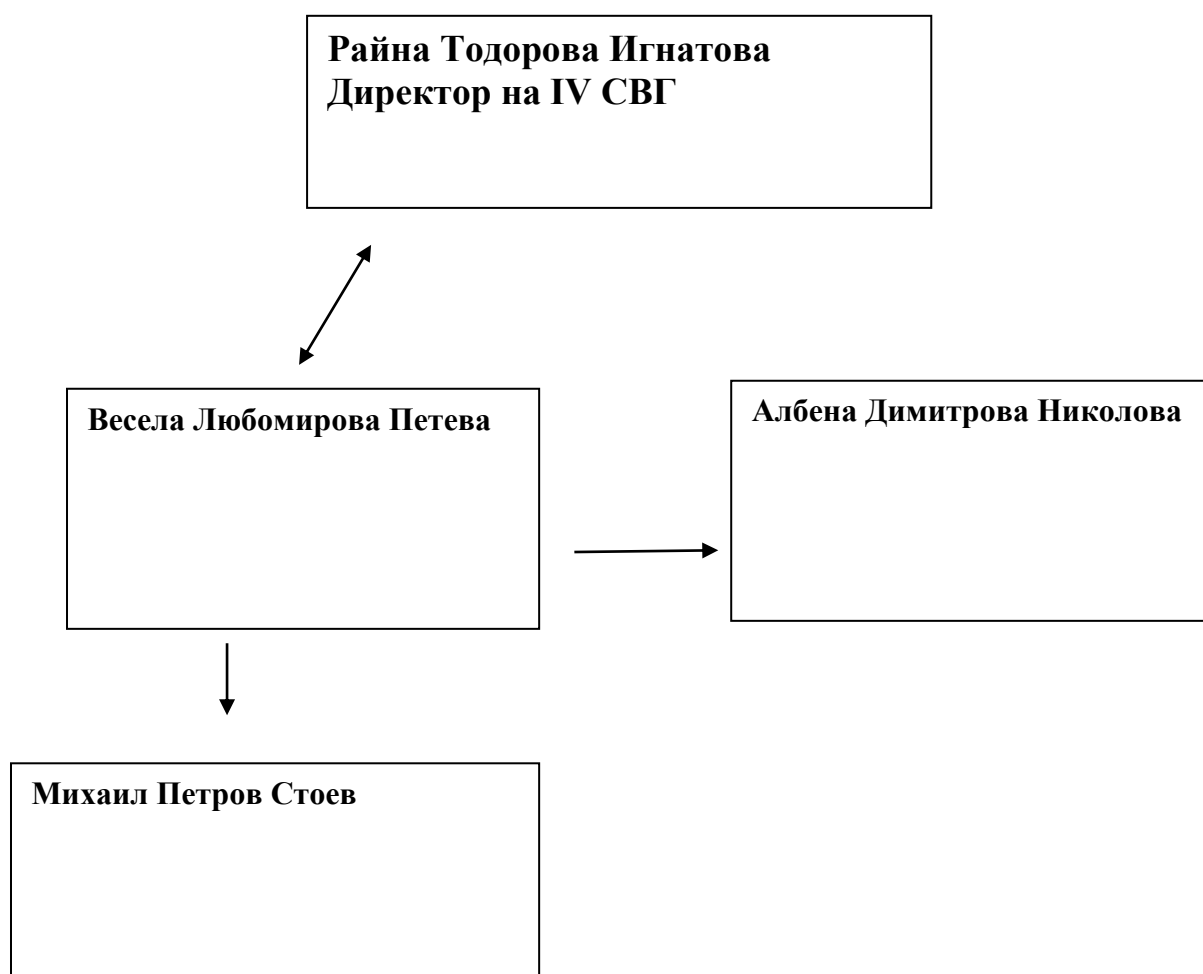 Райна Тодорова Игнатова
Директор на IV СВГ
Весела Любомирова Петева
Албена Димитрова Николова
Михаил Петров Стоев